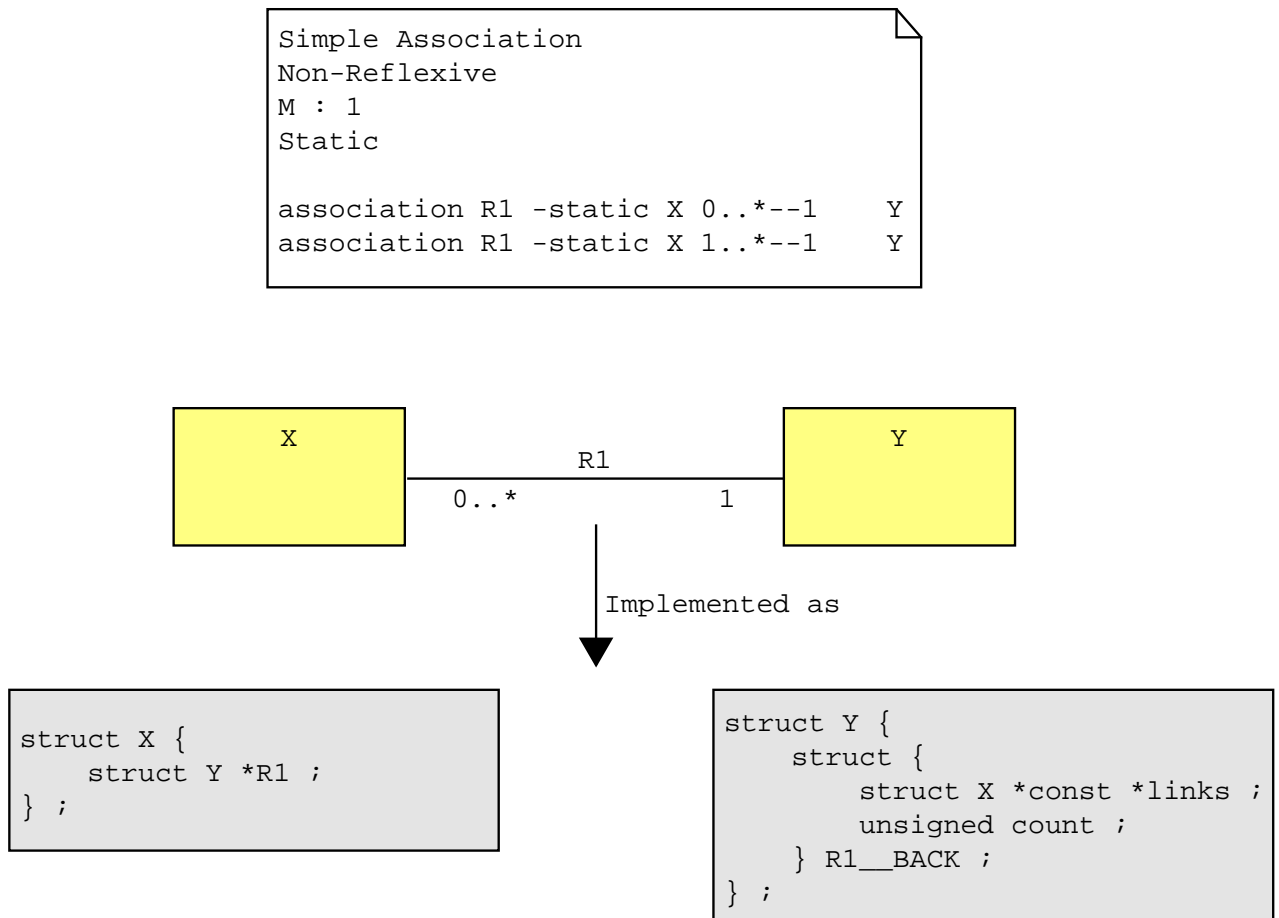 Simple Association
Non-Reflexive
M : 1
Static
association R1 -static X 0..*--1    Y
association R1 -static X 1..*--1    Y
X
R1
Y
0..*
1
Implemented as
struct X {
    struct Y *R1 ;
} ;
struct Y {
    struct {
        struct X *const *links ;
        unsigned count ;
    } R1__BACK ;
} ;